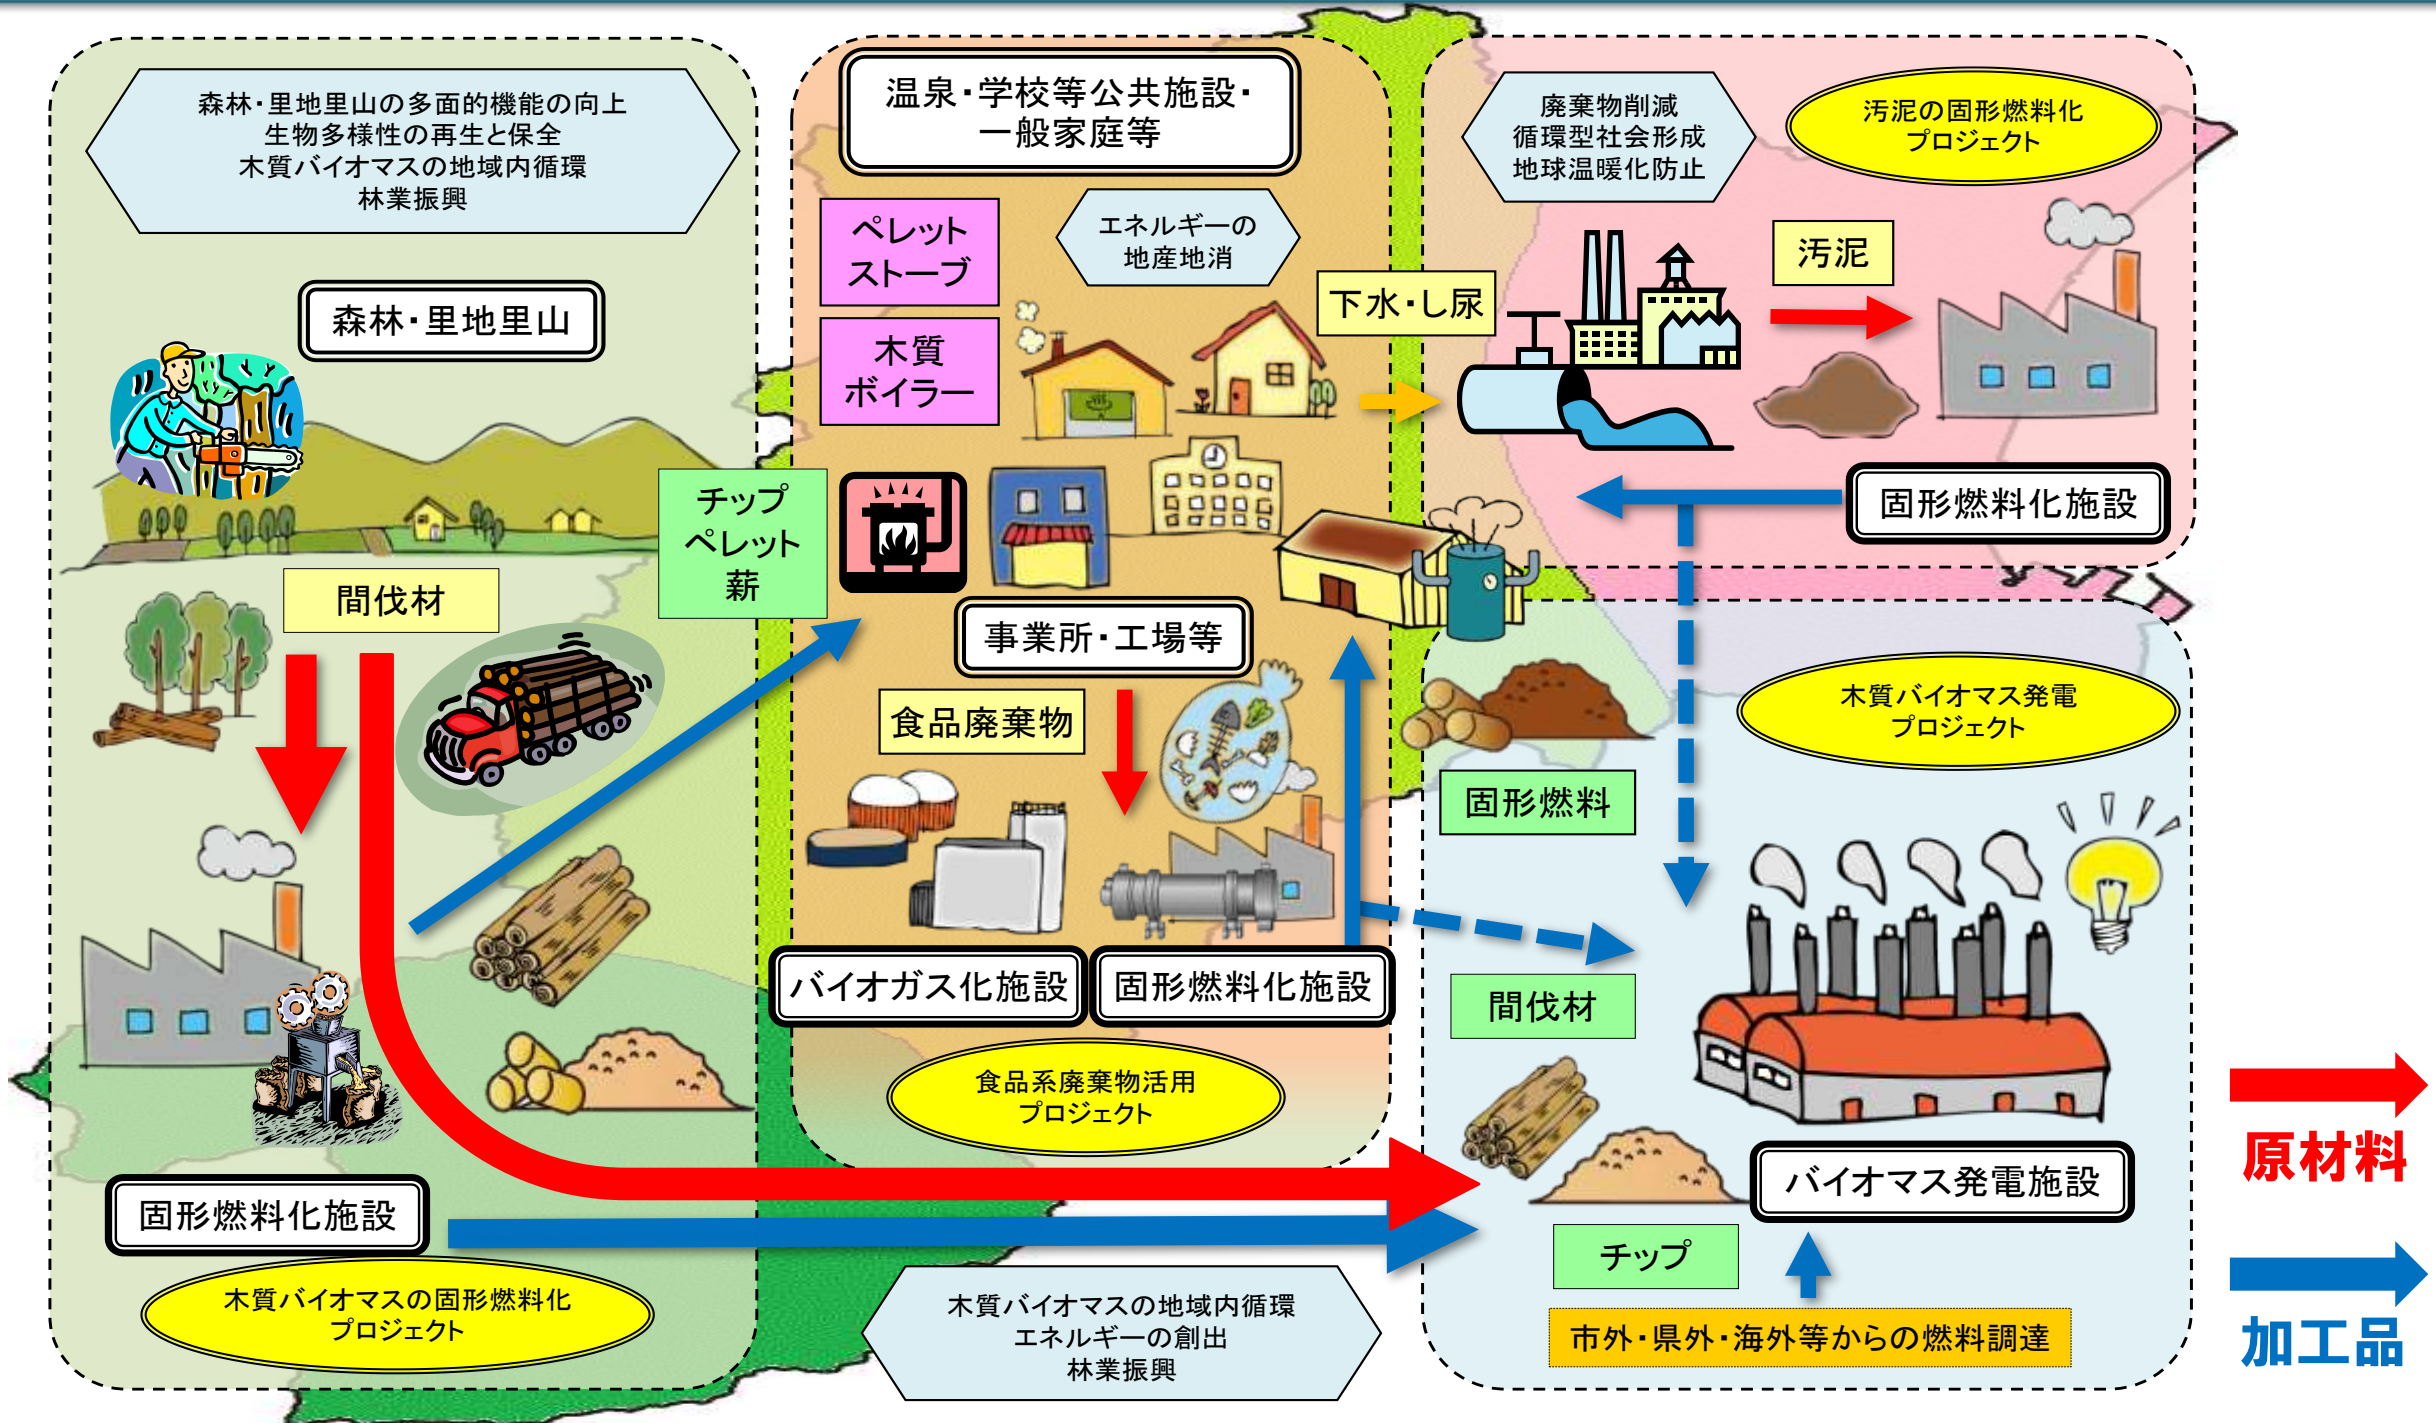 森林・里地里山の多面的機能の向上
生物多様性の再生と保全
木質バイオマスの地域内循環
林業振興
森林・里地里山
間伐材
チップ
ペレット
薪
固形燃料化施設
木質バイオマスの固形燃料化
プロジェクト
温泉・学校等公共施設・
一般家庭等
ペレット
ストーブ
エネルギーの
地産地消
木質
ボイラー
事業所・工場等
食品廃棄物
バイオガス化施設
固形燃料化施設
食品系廃棄物活用
プロジェクト
木質バイオマスの地域内循環
エネルギーの創出
林業振興
廃棄物削減
循環型社会形成
地球温暖化防止
汚泥の固形燃料化
プロジェクト
下水・し尿
汚泥
固形燃料化施設
木質バイオマス発電
プロジェクト
固形燃料
間伐材
バイオマス発電施設
チップ
市外・県外・海外等からの燃料調達
原材料
加工品